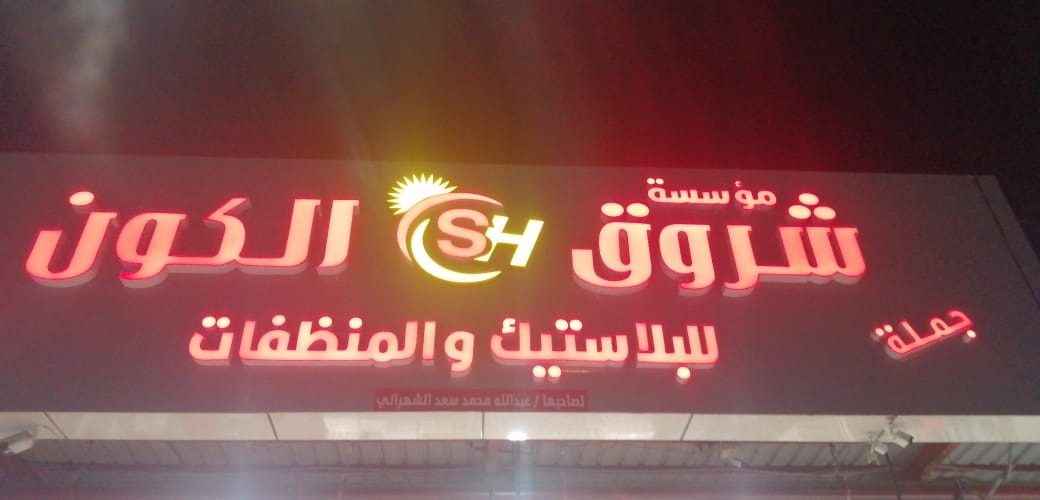 مؤسسة
شروق SH الكون
للبلاستيك والمنظفات
جملة
لصاحبها / عبدالله محمد سعد الشهراني